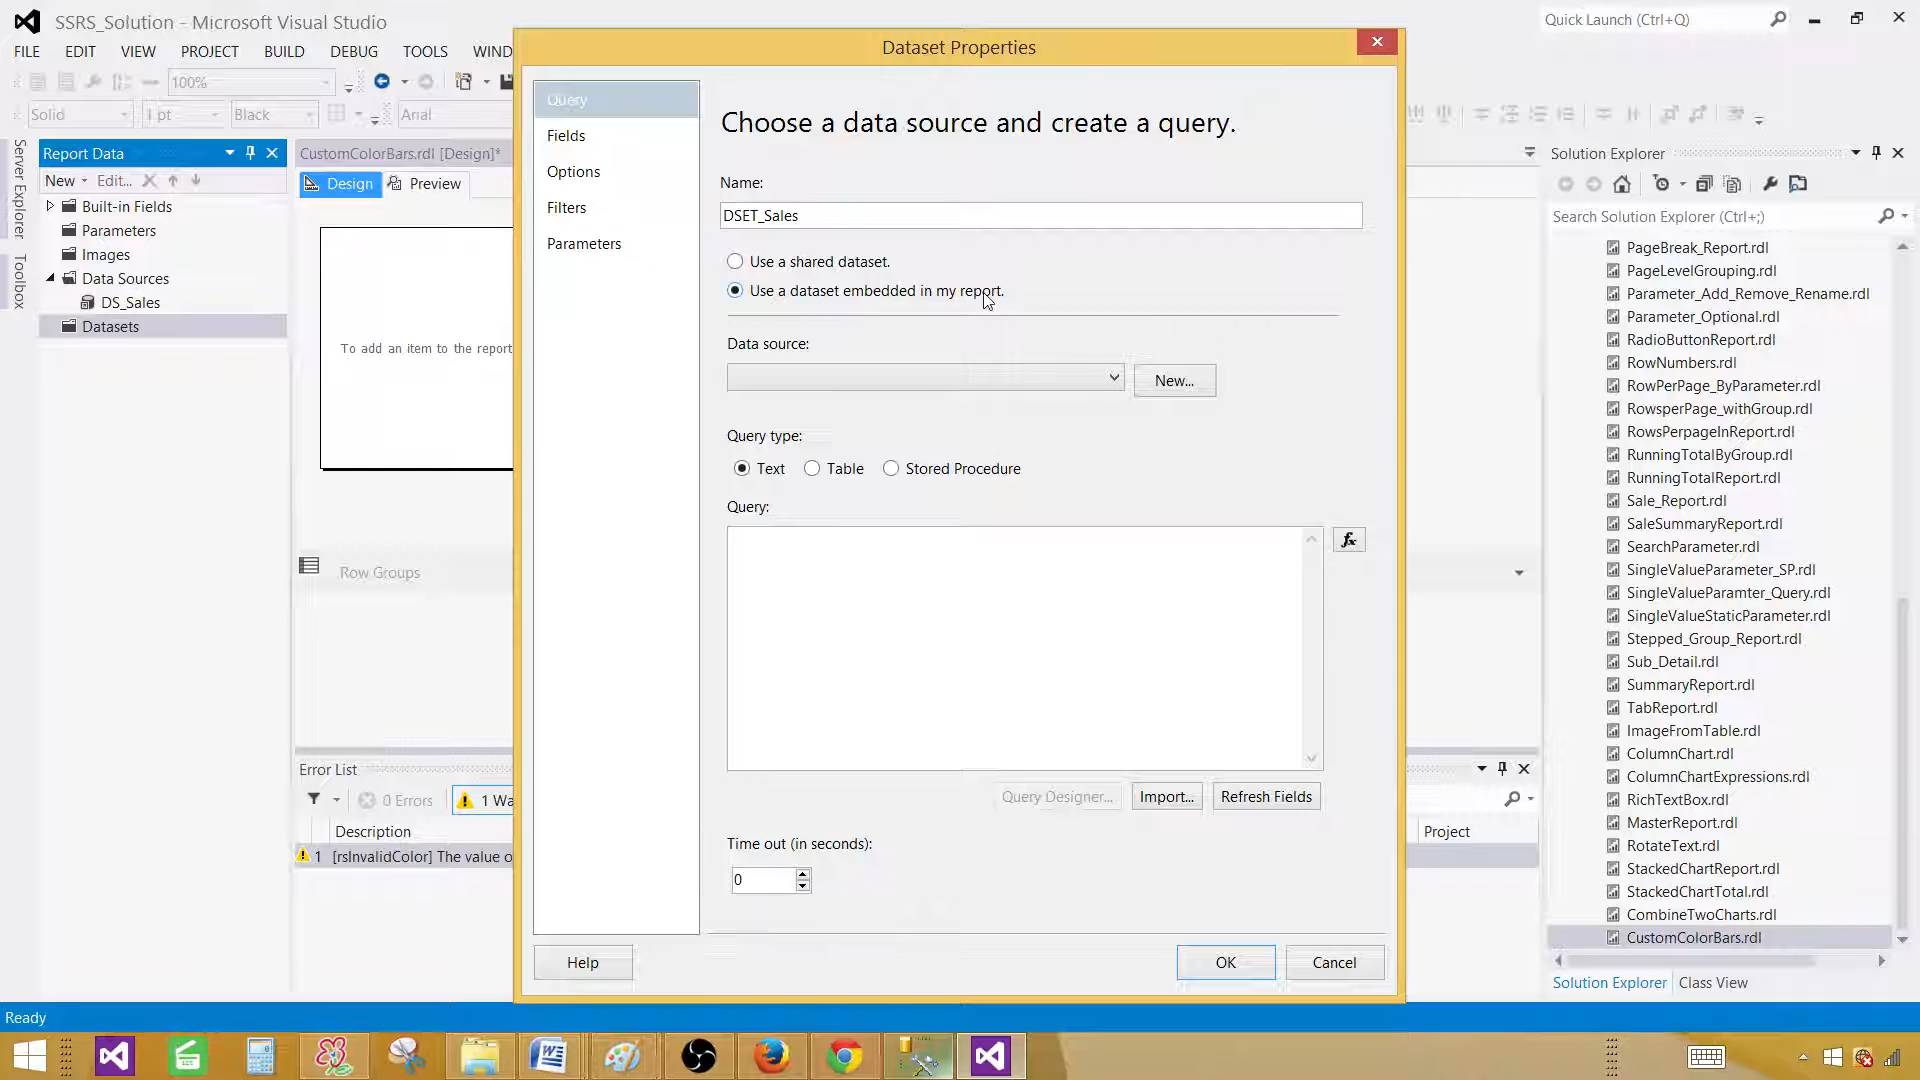 SSRS_Solution - Microsoft Visual Studio
Quick Launch (Ctrl+Q)
FILE EDIT VIEW PROJECT BUILD DEBUG TOOLS WIND
100%
Solid 1 pt Black Arial
Server Explorer
Toolbox
Report Data
New Edit...
Built-in Fields
Parameters
Images
Data Sources
DS_Sales
Datasets
CustomColorBars.rdl [Design]*
Design Preview
To add an item to the report
Row Groups
Error List
0 Errors 1 Wa
Description
1 [rsInvalidColor] The value o
Project
Dataset Properties
Query
Fields
Options
Filters
Parameters
Choose a data source and create a query.
Name:
DSET_Sales
Use a shared dataset.
Use a dataset embedded in my report.
Data source:
New...
Query type:
Text Table Stored Procedure
Query:
fx
Query Designer... Import... Refresh Fields
Time out (in seconds):
0
Help OK Cancel
Solution Explorer
Search Solution Explorer (Ctrl+;)
PageBreak_Report.rdl
PageLevelGrouping.rdl
Parameter_Add_Remove_Rename.rdl
Parameter_Optional.rdl
RadioButtonReport.rdl
RowNumbers.rdl
RowPerPage_ByParameter.rdl
RowsperPage_withGroup.rdl
RowsPerpageInReport.rdl
RunningTotalByGroup.rdl
RunningTotalReport.rdl
Sale_Report.rdl
SaleSummaryReport.rdl
SearchParameter.rdl
SingleValueParameter_SP.rdl
SingleValueParamter_Query.rdl
SingleValueStaticParameter.rdl
Stepped_Group_Report.rdl
Sub_Detail.rdl
SummaryReport.rdl
TabReport.rdl
ImageFromTable.rdl
ColumnChart.rdl
ColumnChartExpressions.rdl
RichTextBox.rdl
MasterReport.rdl
RotateText.rdl
StackedChartReport.rdl
StackedChartTotal.rdl
CombineTwoCharts.rdl
CustomColorBars.rdl
Solution Explorer Class View
Ready